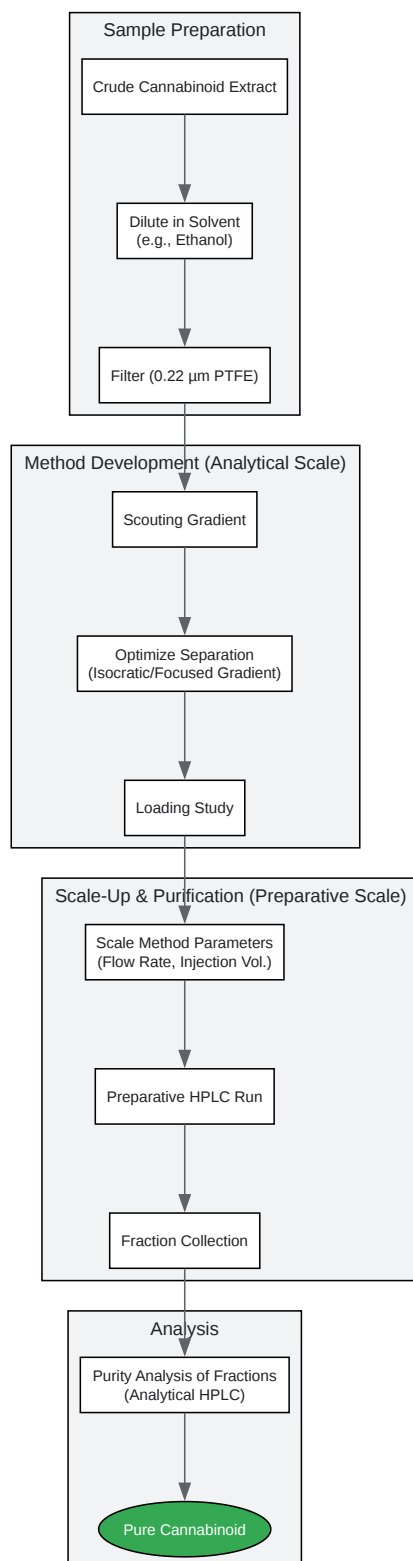 Sample Preparation
Crude Cannabinoid Extract
Dilute in Solvent
(e.g., Ethanol)
Filter (0.22 µm PTFE)
Method Development (Analytical Scale)
Scouting Gradient
Optimize Separation
(Isocratic/Focused Gradient)
Loading Study
Scale-Up & Purification (Preparative Scale)
Scale Method Parameters
(Flow Rate, Injection Vol.)
Preparative HPLC Run
Fraction Collection
Analysis
Purity Analysis of Fractions
(Analytical HPLC)
Pure Cannabinoid